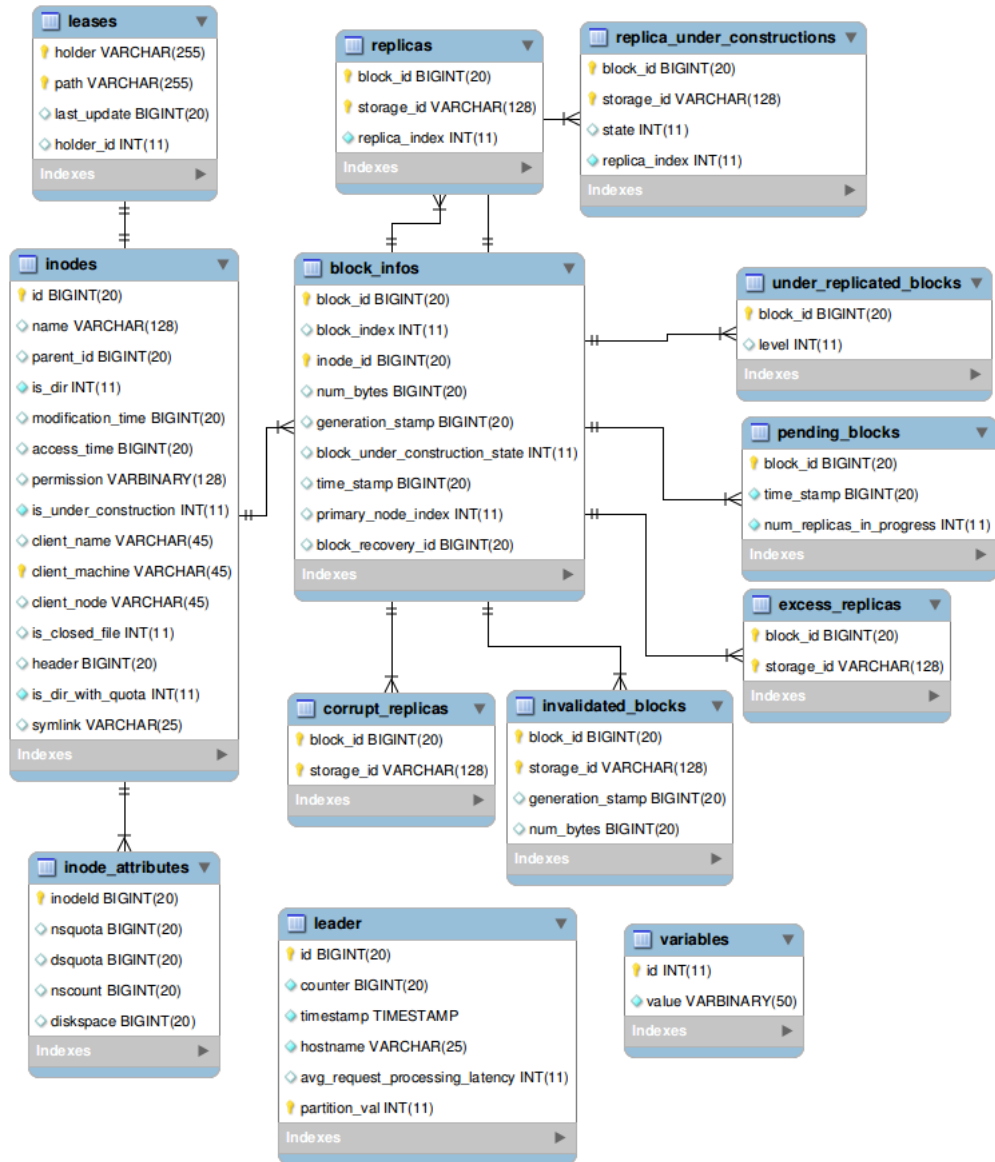 leases
holder VARCHAR(255)
path VARCHAR(255)
last_update BIGINT(20)
holder_id INT(11)
Indexes
replicas
block_id BIGINT(20)
storage_id VARCHAR(128)
replica_index INT(11)
Indexes
replica_under_constructions
block_id BIGINT(20)
storage_id VARCHAR(128)
state INT(11)
replica_index INT(11)
Indexes
inodes
id BIGINT(20)
name VARCHAR(128)
parent_id BIGINT(20)
is_dir INT(11)
modification_time BIGINT(20)
access_time BIGINT(20)
permission VARBINARY(128)
is_under_construction INT(11)
client_name VARCHAR(45)
client_machine VARCHAR(45)
client_node VARCHAR(45)
is_closed_file INT(11)
header BIGINT(20)
is_dir_with_quota INT(11)
symlink VARCHAR(25)
Indexes
block_infos
block_id BIGINT(20)
block_index INT(11)
inode_id BIGINT(20)
num_bytes BIGINT(20)
generation_stamp BIGINT(20)
block_under_construction_state INT(11)
time_stamp BIGINT(20)
primary_node_index INT(11)
block_recovery_id BIGINT(20)
Indexes
under_replicated_blocks
block_id BIGINT(20)
level INT(11)
Indexes
pending_blocks
block_id BIGINT(20)
time_stamp BIGINT(20)
num_replicas_in_progress INT(11)
Indexes
excess_replicas
block_id BIGINT(20)
storage_id VARCHAR(128)
Indexes
corrupt_replicas
block_id BIGINT(20)
storage_id VARCHAR(128)
Indexes
invalidated_blocks
block_id BIGINT(20)
storage_id VARCHAR(128)
generation_stamp BIGINT(20)
num_bytes BIGINT(20)
Indexes
inode_attributes
inodeId BIGINT(20)
nsquota BIGINT(20)
dsquota BIGINT(20)
nscount BIGINT(20)
diskspace BIGINT(20)
Indexes
leader
id BIGINT(20)
counter BIGINT(20)
timestamp TIMESTAMP
hostname VARCHAR(25)
avg_request_processing_latency INT(11)
partition_val INT(11)
Indexes
variables
id INT(11)
value VARBINARY(50)
Indexes